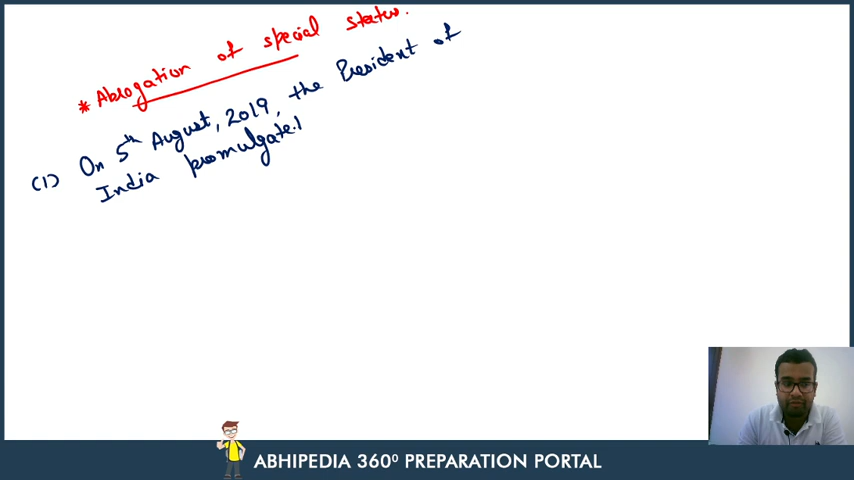 * Abrogation of special status.
(1) On 5th August, 2019, the President of
India promulgated
ABHIPEDIA 360° PREPARATION PORTAL